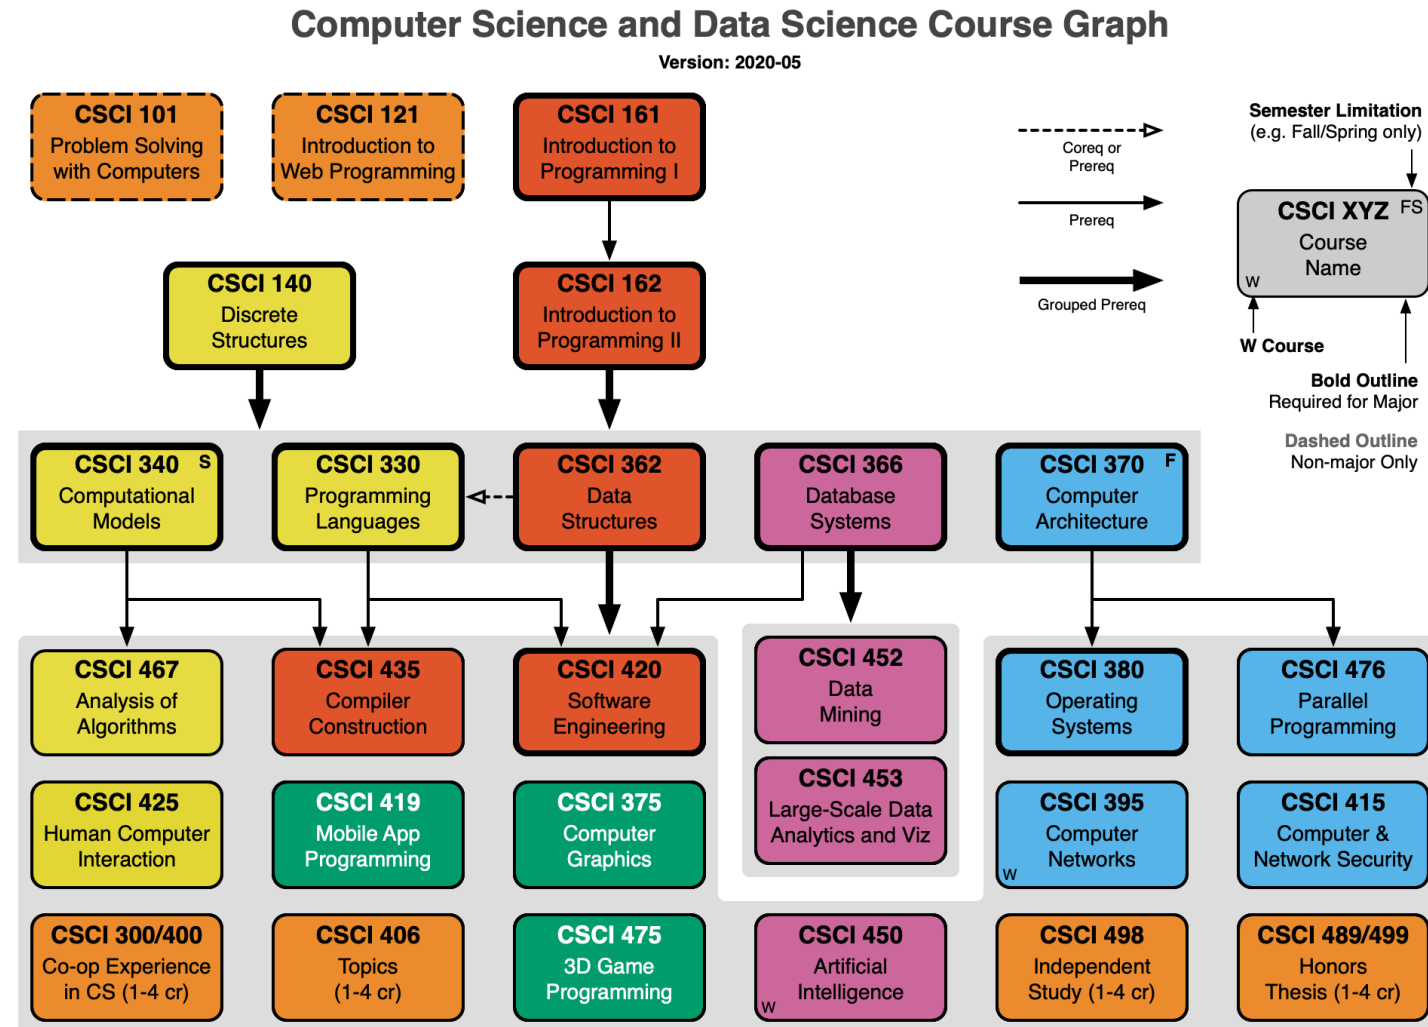 Computer Science and Data Science Course Graph
Version: 2020-05
CSCI 101
Problem Solving
with Computers
CSCI 121
Introduction to
Web Programming
CSCI 161
Introduction to
Programming I
Coreq or
Prereq
Prereq
Grouped Prereq
Semester Limitation
(e.g. Fall/Spring only)
CSCI XYZ FS
Course
Name
W
W Course
Bold Outline
Required for Major
Dashed Outline
Non-major Only
CSCI 140
Discrete
Structures
CSCI 162
Introduction to
Programming II
CSCI 340 S
Computational
Models
CSCI 330
Programming
Languages
CSCI 362
Data
Structures
CSCI 366
Database
Systems
CSCI 370 F
Computer
Architecture
CSCI 467
Analysis of
Algorithms
CSCI 435
Compiler
Construction
CSCI 420
Software
Engineering
CSCI 452
Data
Mining
CSCI 380
Operating
Systems
CSCI 476
Parallel
Programming
CSCI 425
Human Computer
Interaction
CSCI 419
Mobile App
Programming
CSCI 375
Computer
Graphics
CSCI 453
Large-Scale Data
Analytics and Viz
CSCI 395
Computer
Networks
W
CSCI 415
Computer &
Network Security
CSCI 300/400
Co-op Experience
in CS (1-4 cr)
CSCI 406
Topics
(1-4 cr)
CSCI 475
3D Game
Programming
CSCI 450
Artificial
Intelligence
W
CSCI 498
Independent
Study (1-4 cr)
CSCI 489/499
Honors
Thesis (1-4 cr)